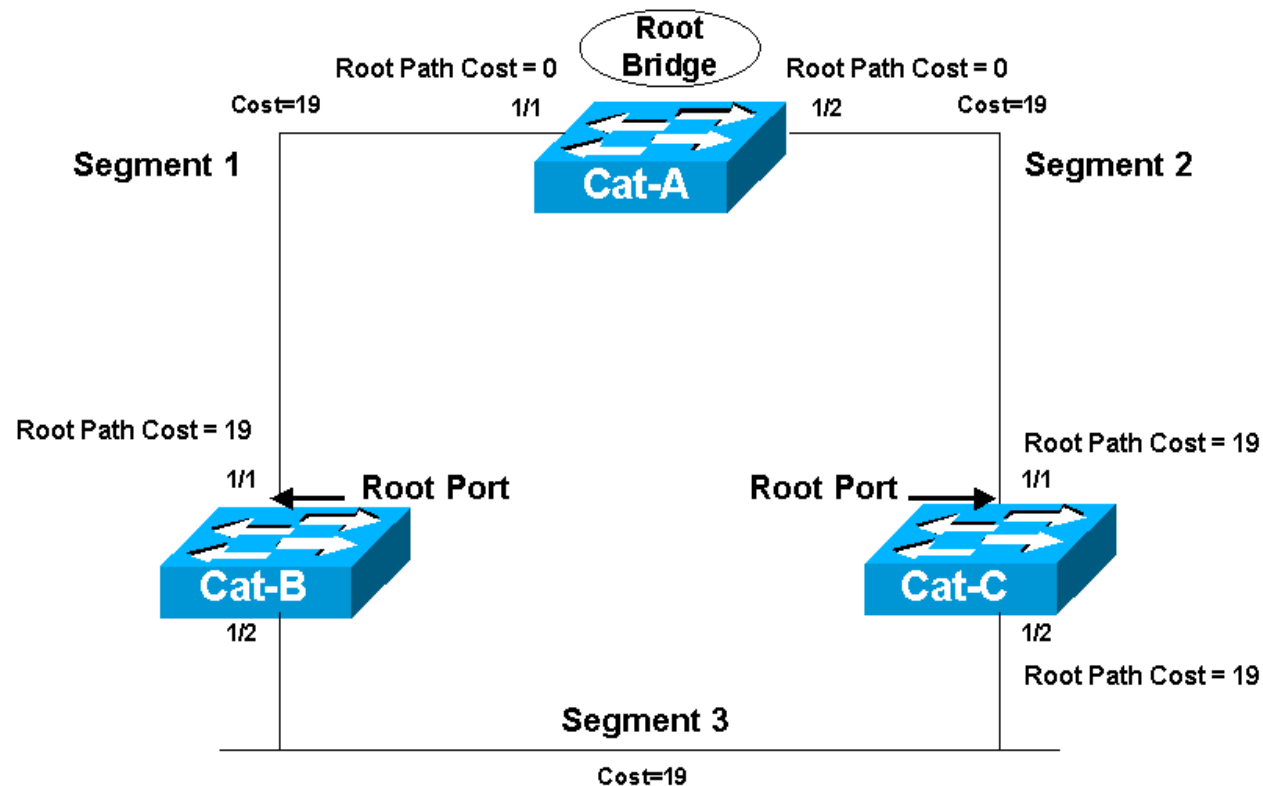 Root
Bridge
Root Path Cost = 0
Root Path Cost = 0
Cost=19
1/1
1/2
Cost=19
Segment 1
Cat-A
Segment 2
Root Path Cost = 19
Root Path Cost = 19
1/1
Root Port
Root Port
1/1
Cat-B
Cat-C
1/2
1/2
Root Path Cost = 19
Segment 3
Cost=19